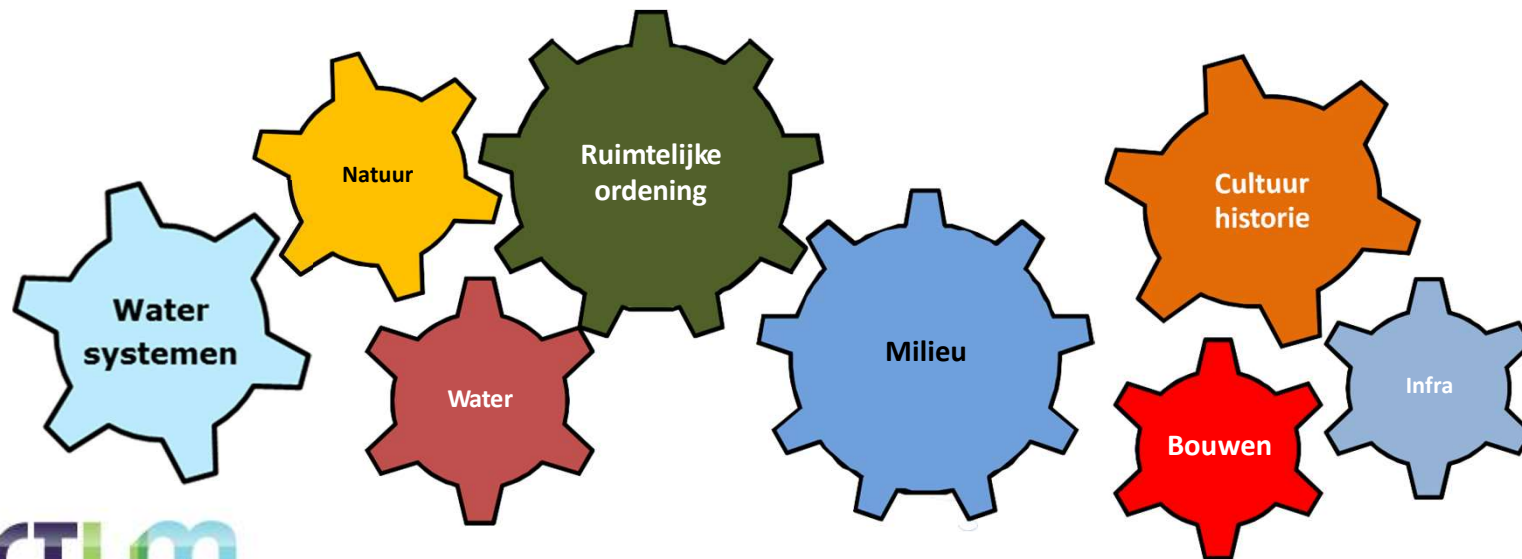 Natuur
Ruimtelijke
ordening
Cultuur
historie
Water
systemen
Water
Milieu
Bouwen
Infra